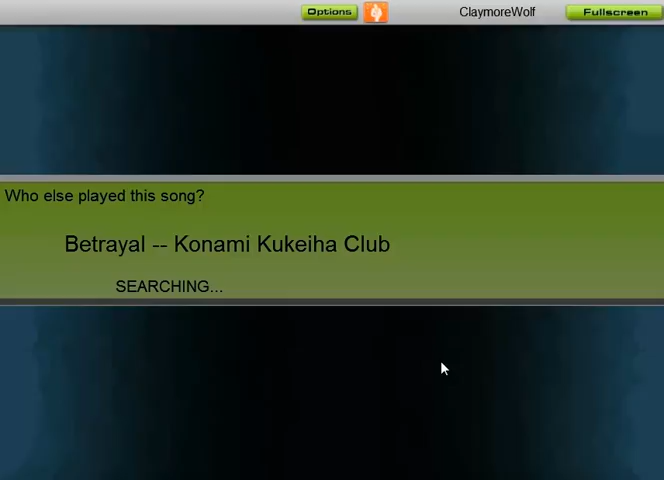 Options
ClaymoreWolf
Fullscreen
Who else played this song?
Betrayal -- Konami Kukeiha Club
SEARCHING...